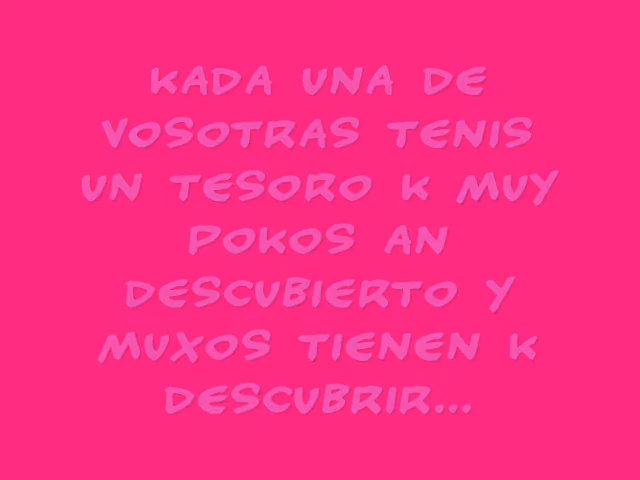 KADA UNA DE
VOSOTRAS TENIS
UN TESORO K MUY
POKOS AN
DESCUBIERTO Y
MUXOS TIENEN K
DESCUBRIR...